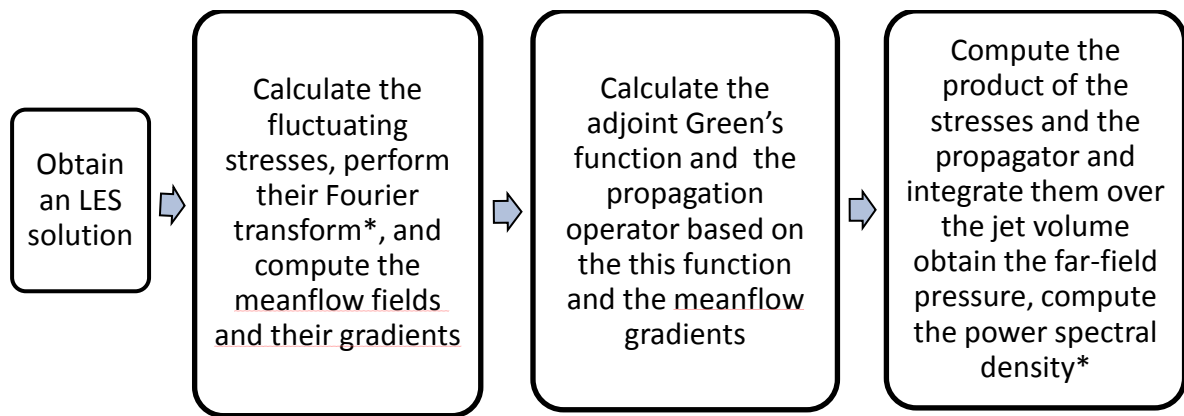 Obtain
an LES
solution
Calculate the
fluctuating
stresses, perform
their Fourier
transform*, and
compute the
meanflow fields
and their gradients
Calculate the
adjoint Green’s
function and  the
propagation
operator based on
the this function
and the meanflow
gradients
Compute the
product of the
stresses and the
propagator and
integrate them over
the jet volume
obtain the far-field
pressure, compute
the power spectral
density*